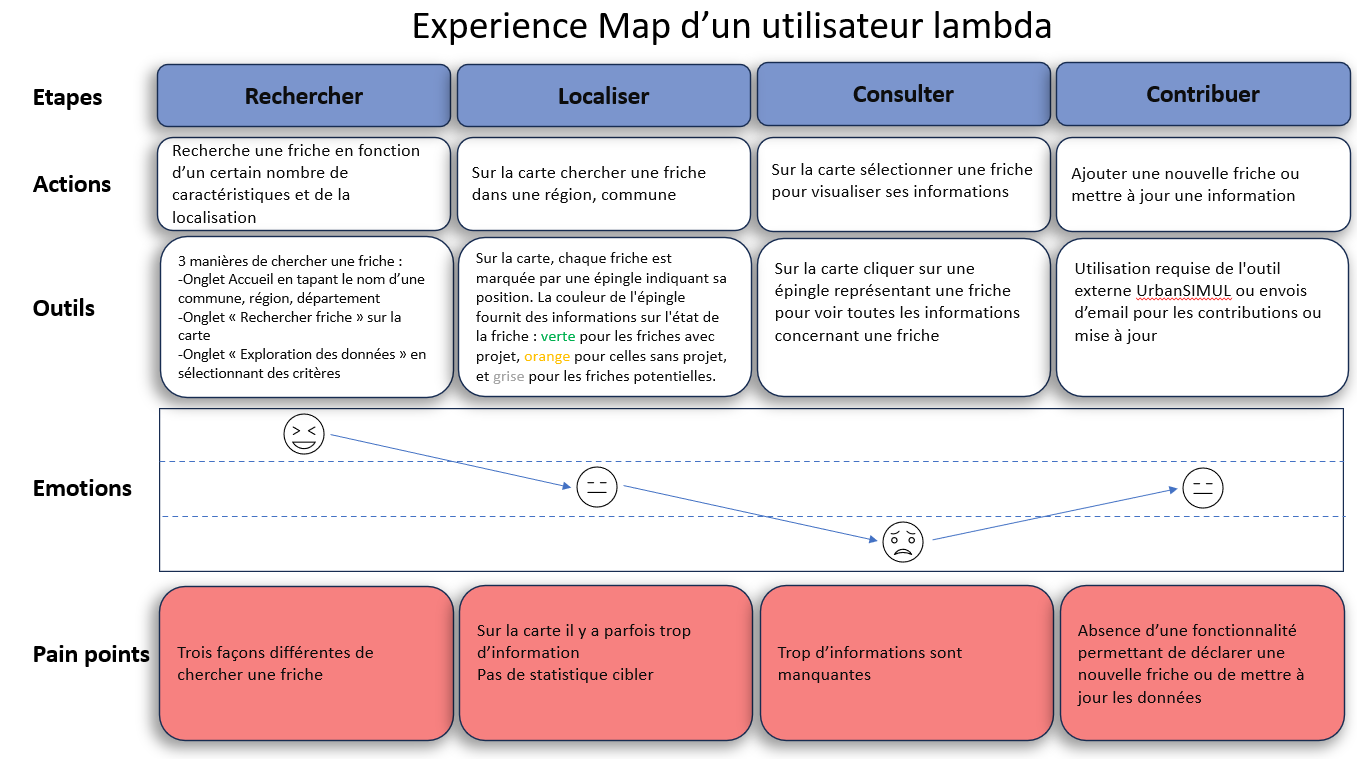 Experience Map d’un utilisateur lambda
Etapes
Rechercher
Localiser
Consulter
Contribuer
Actions
Recherche une friche en fonction
d’un certain nombre de
caractéristiques et de la
localisation
Sur la carte chercher une friche
dans une région, commune
Sur la carte sélectionner une friche
pour visualiser ses informations
Ajouter une nouvelle friche ou
mettre à jour une information
Outils
3 manières de chercher une friche :
-Onglet Accueil en tapant le nom d’une
commune, région, département
-Onglet « Rechercher friche » sur la
carte
-Onglet « Exploration des données » en
sélectionnant des critères
Sur la carte, chaque friche est
marquée par une épingle indiquant sa
position. La couleur de l'épingle
fournit des informations sur l'état de
la friche : verte pour les friches avec
projet, orange pour celles sans projet,
et grise pour les friches potentielles.
Sur la carte cliquer sur une
épingle représentant une friche
pour voir toutes les informations
concernant une friche
Utilisation requise de l'outil
externe UrbanSIMUL ou envois
d’email pour les contributions ou
mise à jour
Emotions
Pain points
Trois façons différentes de
chercher une friche
Sur la carte il y a parfois trop
d’information
Pas de statistique cibler
Trop d’informations sont
manquantes
Absence d’une fonctionnalité
permettant de déclarer une
nouvelle friche ou de mettre à
jour les données